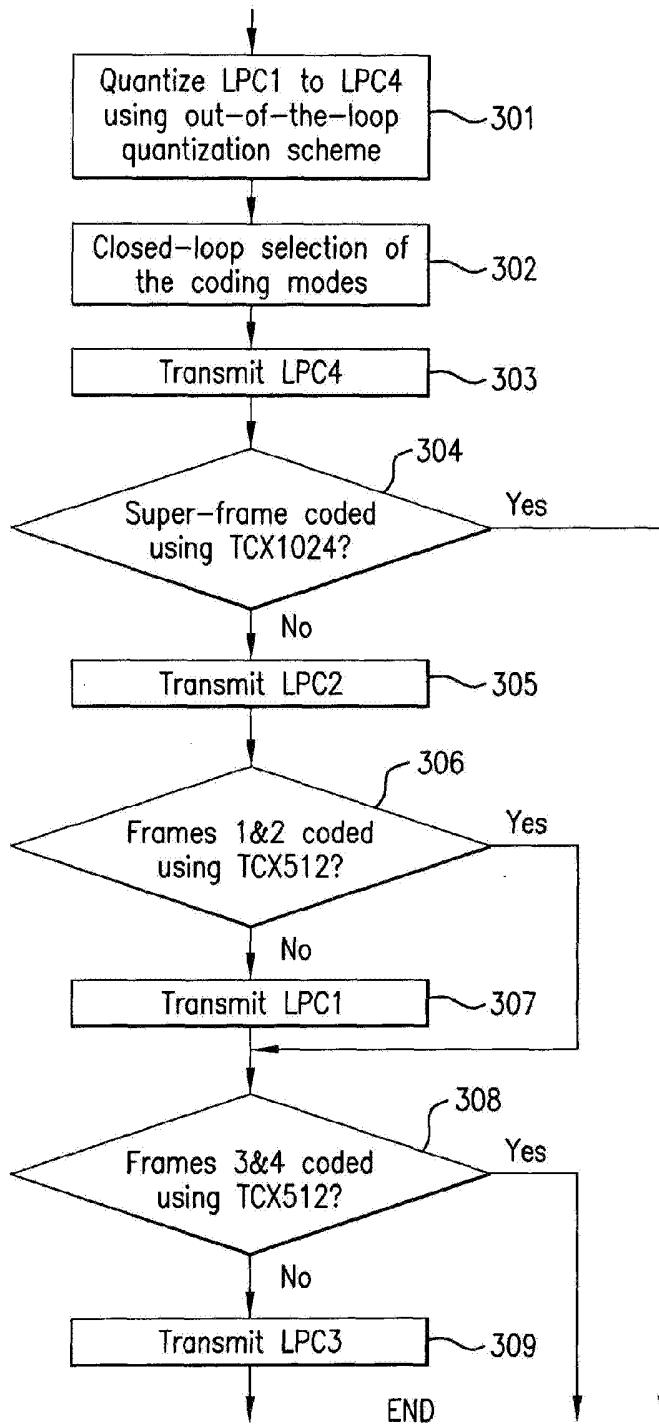 Quantize LPC1 to LPC4
using out-of-the-loop
quantization scheme
301
Closed-loop selection of
the coding modes
302
Transmit LPC4
303
304
Super-frame coded
using TCX1024?
Yes
No
Transmit LPC2
305
306
Frames 1&2 coded
using TCX512?
Yes
No
Transmit LPC1
307
308
Frames 3&4 coded
using TCX512?
Yes
No
Transmit LPC3
309
END